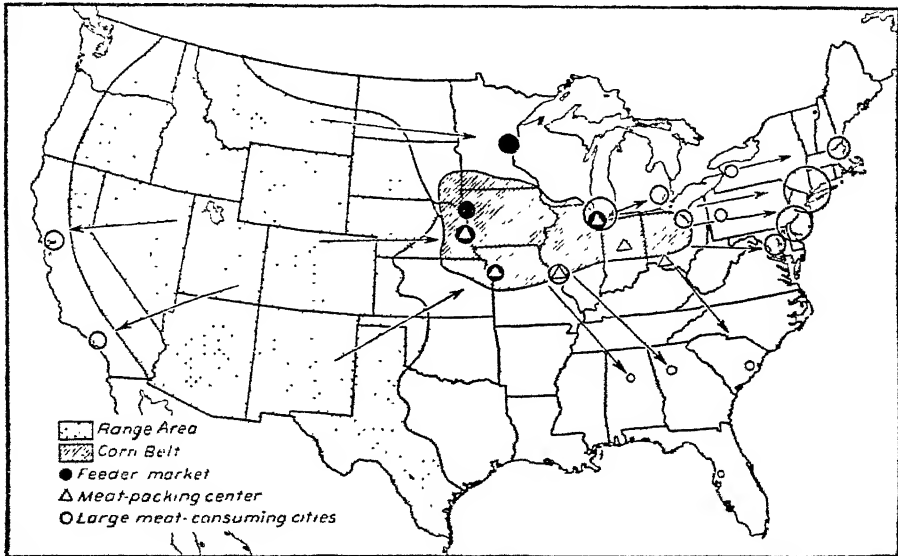 Range Area
Corn Belt
Feeder market
Meat-packing center
Large meat-consuming cities